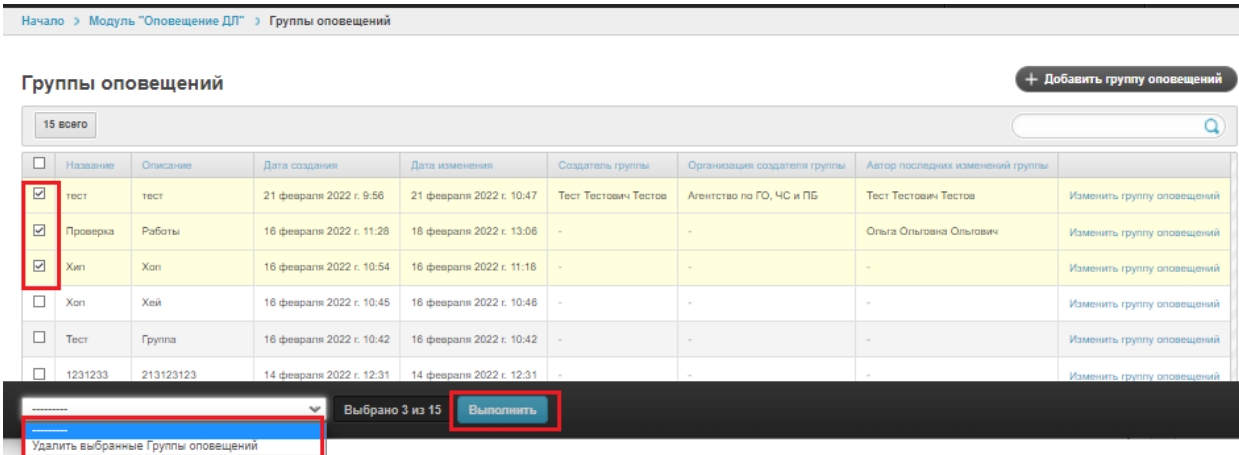 Начало > Модуль "Оповещение ДЛ" > Группы оповещений
Группы оповещений
+ Добавить группу оповещений
15 всего
Название Описание Дата создания Дата изменения Создатель группы Организация создателя группы Автор последних изменений группы
тест тест 21 февраля 2022 г. 9:56 21 февраля 2022 г. 10:47 Тест Тестович Тестов Агентство по ГО, ЧС и ПБ Тест Тестович Тестов Изменить группу оповещений
Проверка Работы 16 февраля 2022 г. 11:28 18 февраля 2022 г. 13:06 - - Ольга Ольговна Ольгович Изменить группу оповещений
Хип Хоп 16 февраля 2022 г. 10:54 16 февраля 2022 г. 11:18 - - - Изменить группу оповещений
Хоп Хей 16 февраля 2022 г. 10:45 16 февраля 2022 г. 10:46 - - - Изменить группу оповещений
Тест Группа 16 февраля 2022 г. 10:42 16 февраля 2022 г. 10:42 - - - Изменить группу оповещений
1231233 213123123 14 февраля 2022 г. 12:31 14 февраля 2022 г. 12:31 - - - Изменить группу оповещений
--------- Выбрано 3 из 15 Выполнить
---------
Удалить выбранные Группы оповещений